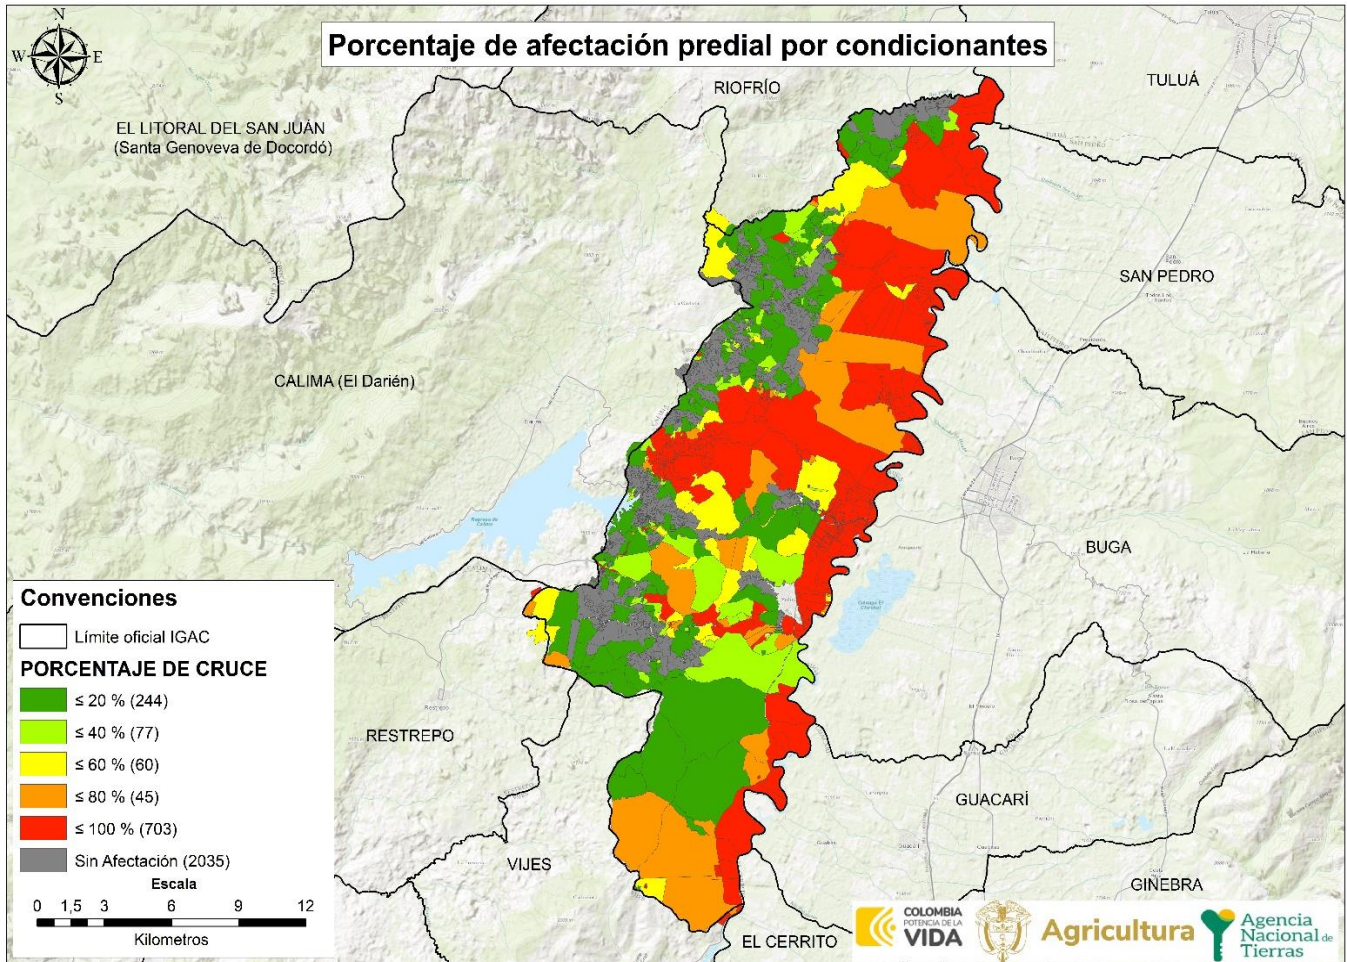 Porcentaje de afectación predial por condicionantes
N
W
E
S
TULUÁ
RIOFRÍO
EL LITORAL DEL SAN JUÁN
(Santa Genoveva de Docordó)
SAN PEDRO
CALIMA (El Darién)
BUGA
RESTREPO
GUACARÍ
VIJES
GINEBRA
EL CERRITO
Convenciones
Límite oficial IGAC
PORCENTAJE DE CRUCE
≤ 20 % (244)
≤ 40 % (77)
≤ 60 % (60)
≤ 80 % (45)
≤ 100 % (703)
Sin Afectación (2035)
Escala
0 1,5 3 6 9 12
Kilometros
COLOMBIA
POTENCIA DE LA
VIDA
Agricultura
Agencia
Nacional de
Tierras